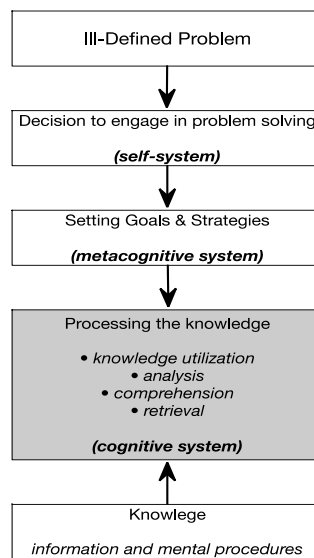 Ill-Defined Problem
Decision to engage in problem solving
(self-system)
Setting Goals & Strategies
(metacognitive system)
Processing the knowledge
• knowledge utilization
• analysis
• comprehension
• retrieval
(cognitive system)
Knowlege
information and mental procedures